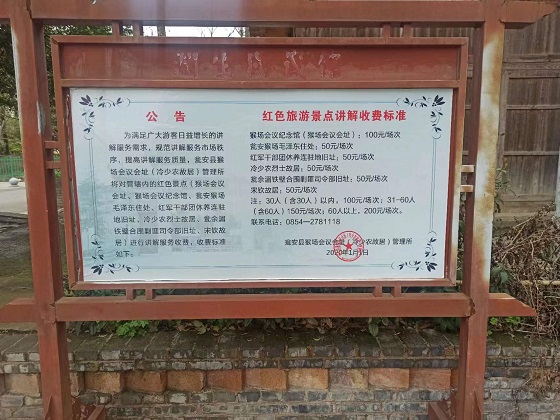 公 告
为满足广大游客日益增长的讲
解服务需求，规范讲解服务市场秩
序，提高讲解服务质量，瓮安县猴
场会议会址（冷少农故居）管理所
将对管辖内的红色景点（猴场会议
会址、猴场会议纪念馆、瓮安猴场
毛泽东住处、红军干部团休养连驻
地旧址、冷少农烈士故居、瓮余湄
铁壁合围剿匪司令部旧址、宋钦故
居）进行讲解服务收费，收费标准
如下：
红色旅游景点讲解收费标准
猴场会议纪念馆（猴场会议会址）：100元/场次
瓮安猴场毛泽东住处：50元/场次
红军干部团休养连驻地旧址：50元/场次
冷少农烈士故居：50元/场次
瓮余湄铁壁合围剿匪司令部旧址：50元/场次
宋钦故居：50元/场次
注：30人（含30人）以内，100元/场次；31-60人
（含60人）150元/场次；60人以上，200元/场次。
联系电话：0854—2781118
瓮安县猴场会议会址（冷少农故居）管理所
2020年1月1日